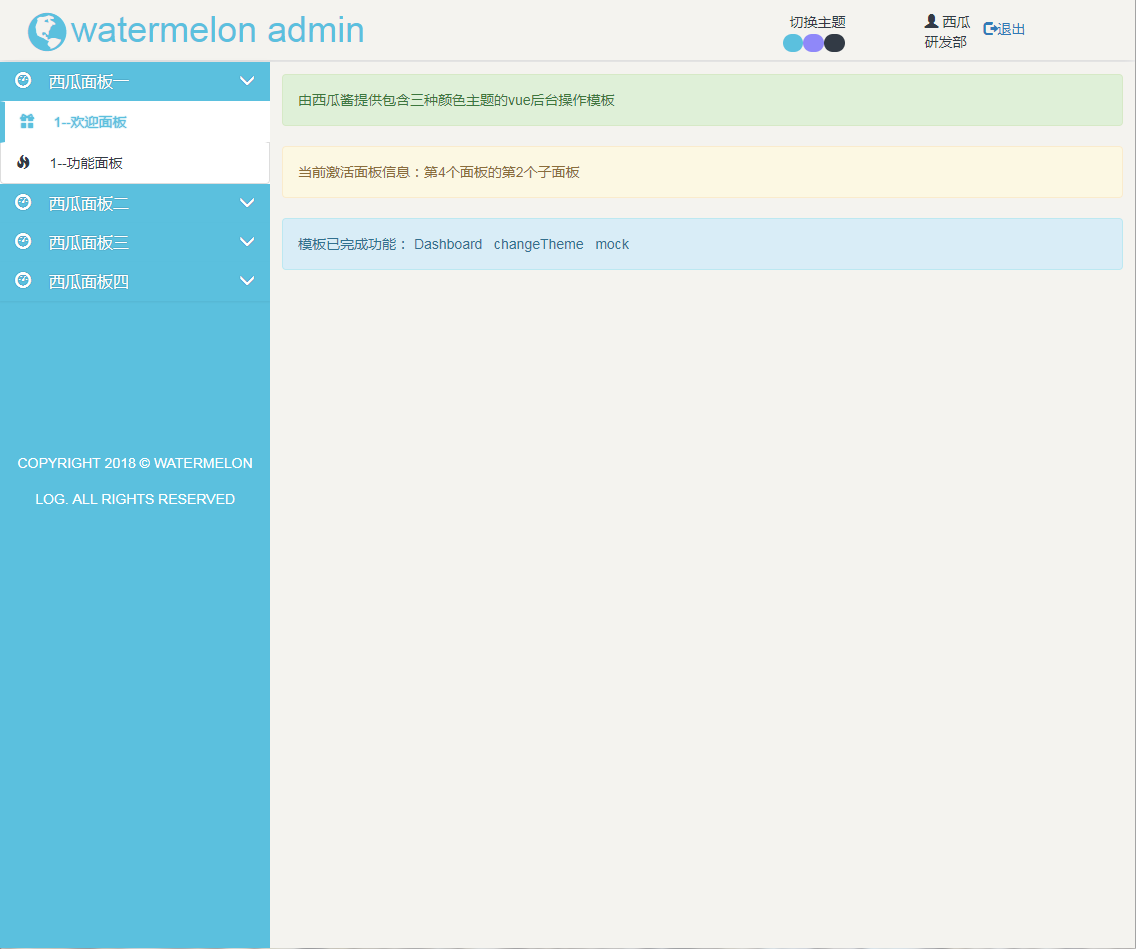 watermelon admin
切换主题
西瓜
研发部
退出
西瓜面板一
1--欢迎面板
1--功能面板
西瓜面板二
西瓜面板三
西瓜面板四
COPYRIGHT 2018 © WATERMELON
LOG. ALL RIGHTS RESERVED
由西瓜酱提供包含三种颜色主题的vue后台操作模板
当前激活面板信息：第4个面板的第2个子面板
模板已完成功能： Dashboard changeTheme mock